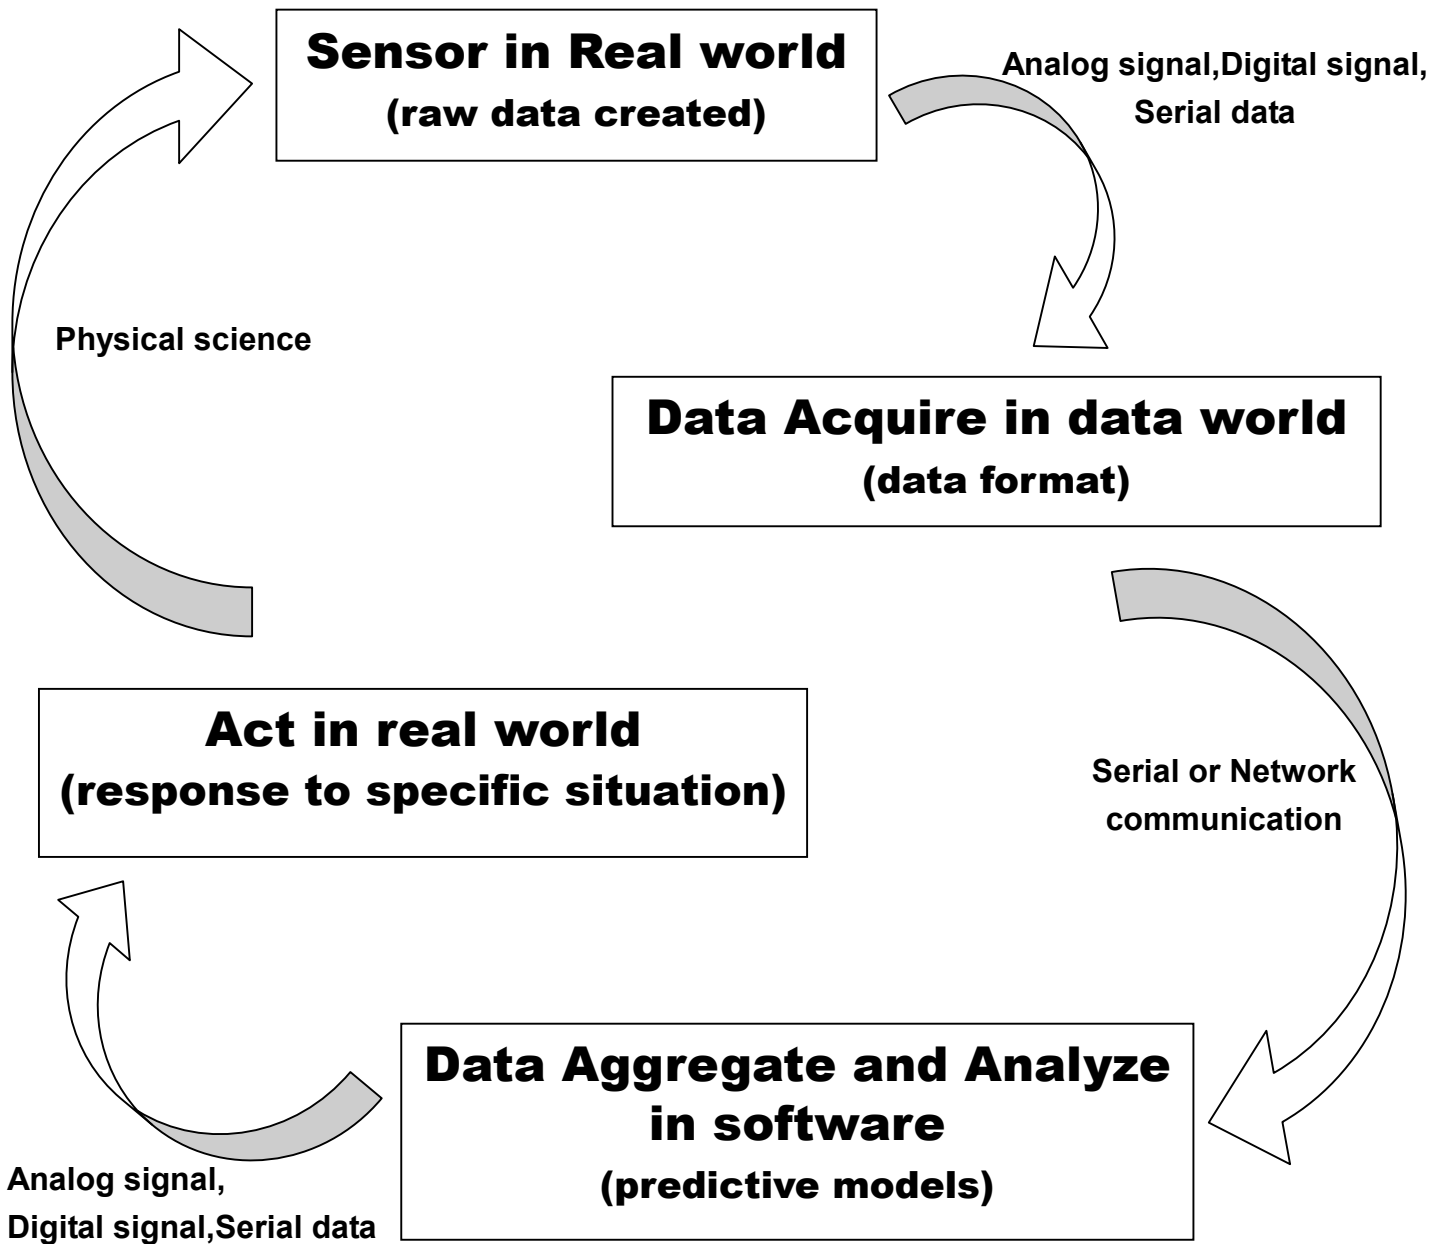 Sensor in Real world
(raw data created)
Analog signal,Digital signal,
Serial data
Physical science
Data Acquire in data world
(data format)
Act in real world
(response to specific situation)
Serial or Network
communication
Data Aggregate and Analyze
in software
(predictive models)
Analog signal,
Digital signal,Serial data